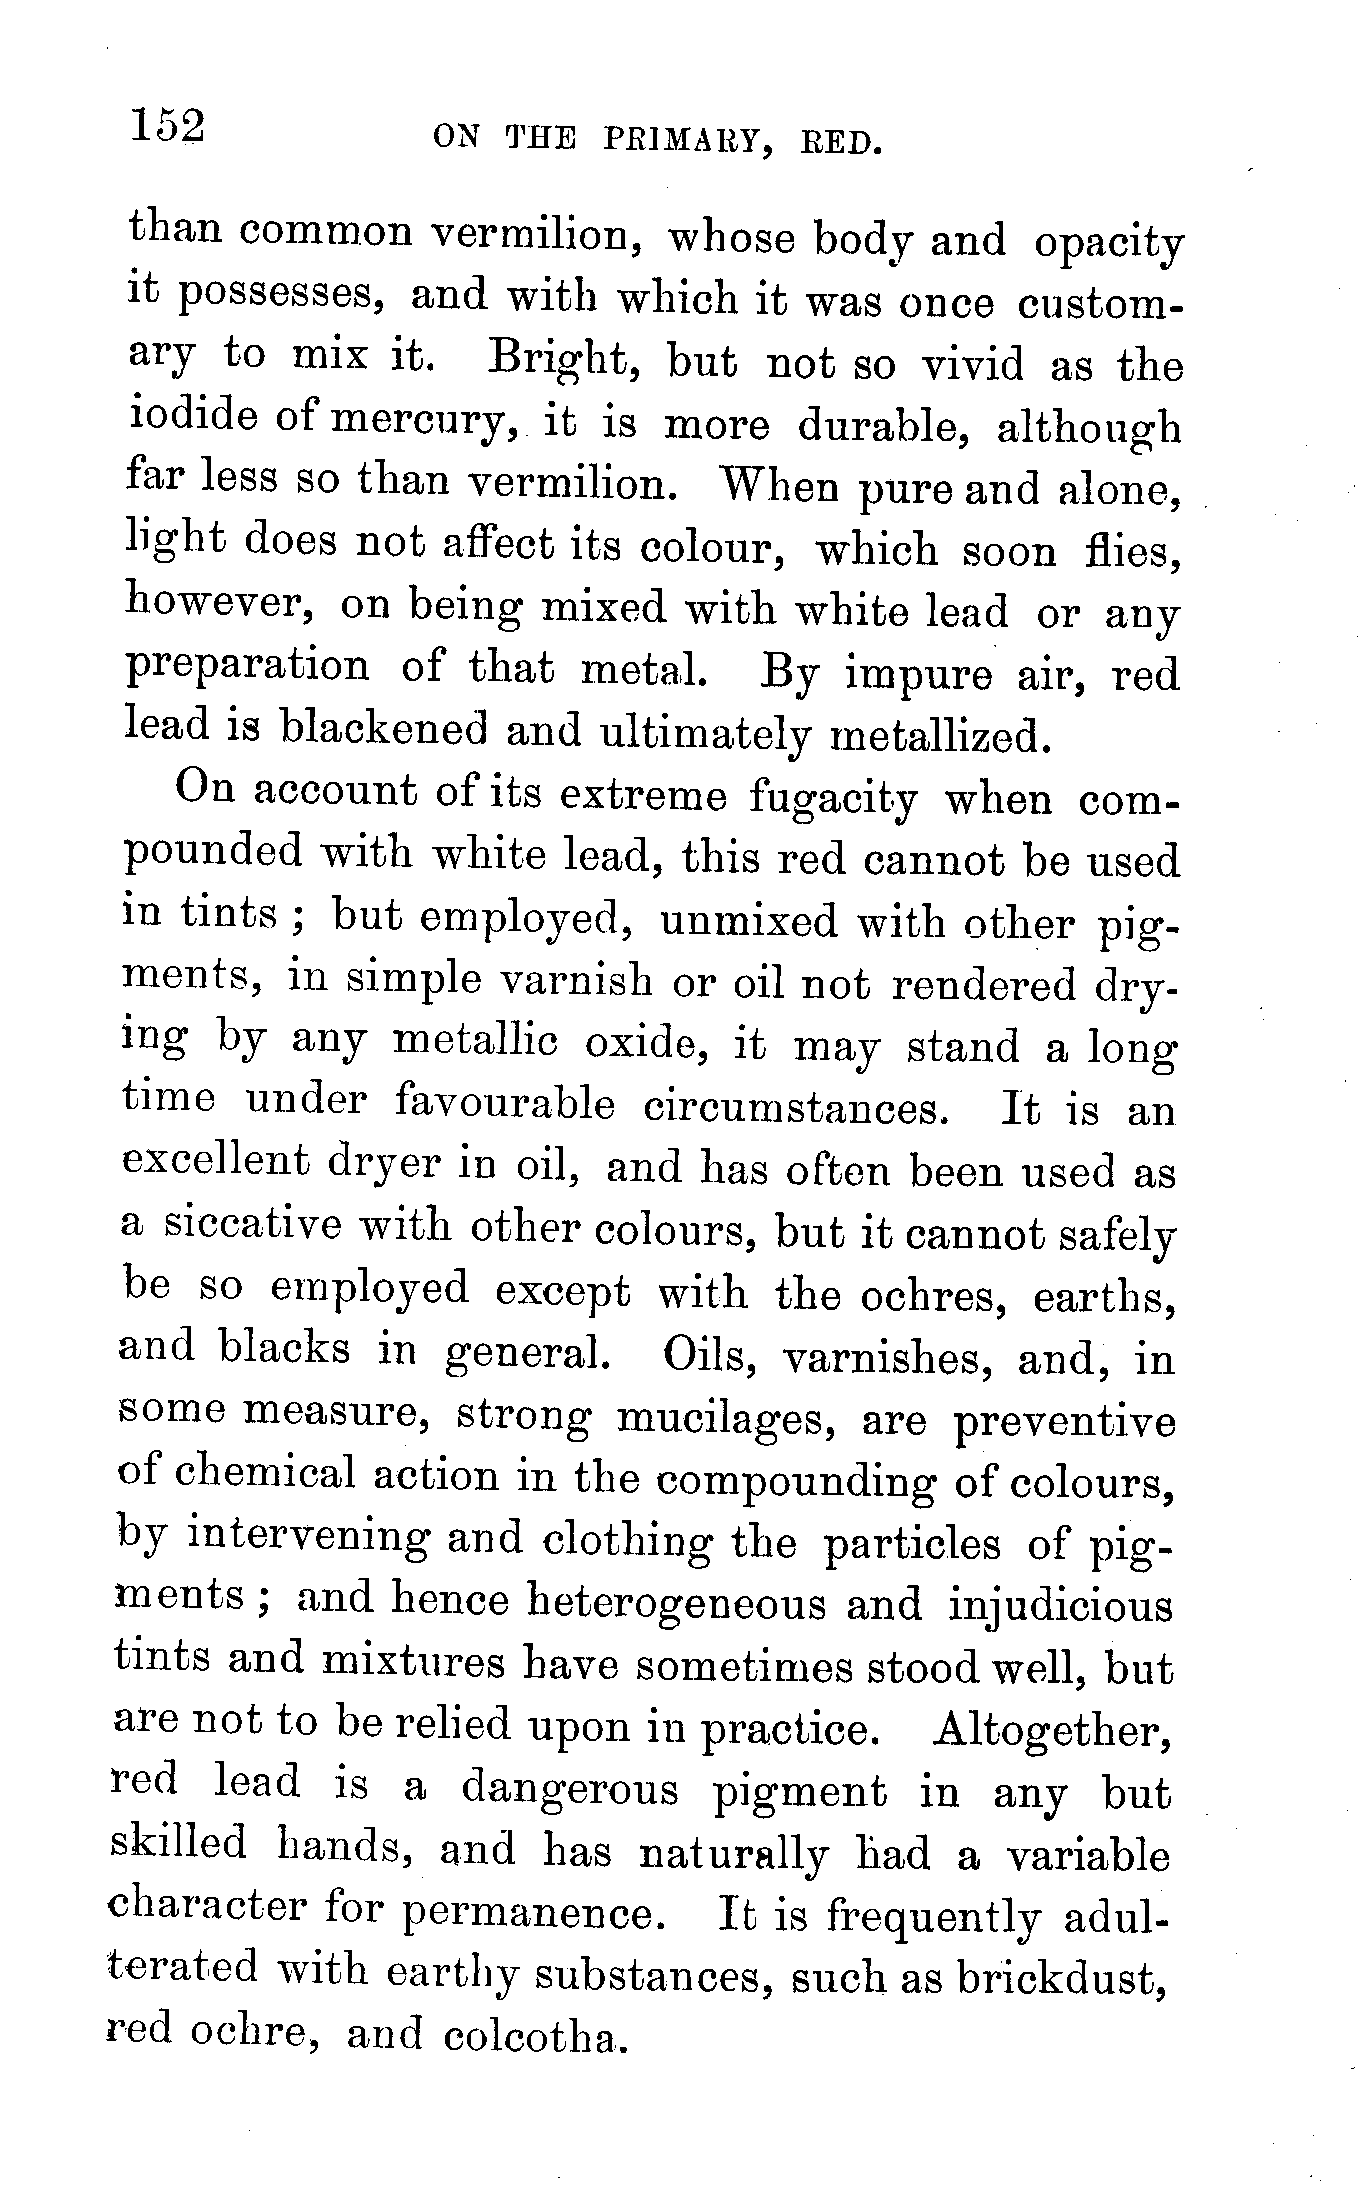 152
ON THE PRIMARY, RED.
than common vermilion, whose body and opacity
it possesses, and with which it was once custom-
ary to mix it. Bright, but not so vivid as the
iodide of mercury, it is more durable, although
far less so than vermilion. When pure and alone,
light does not affect its colour, which soon flies,
however, on being mixed with white lead or any
preparation of that metal. By impure air, red
lead is blackened and ultimately metallized.
On account of its extreme fugacity when com-
pounded with white lead, this red cannot be used
in tints ; but employed, unmixed with other pig-
ments, in simple varnish or oil not rendered dry-
ing by any metallic oxide, it may stand a long
time under favourable circumstances. It is an
excellent dryer in oil, and has often been used as
a siccative with other colours, but it cannot safely
be so employed except with the ochres, earths,
and blacks in general. Oils, varnishes, and, in
some measure, strong mucilages, are preventive
of chemical action in the compounding of colours,
by intervening and clothing the particles of pig-
ments ; and hence heterogeneous and injudicious
tints and mixtures have sometimes stood well, but
are not to be relied upon in practice. Altogether,
red lead is a dangerous pigment in any but
skilled hands, and has naturally had a variable
character for permanence. It is frequently adul-
terated with earthy substances, such as brickdust,
red ochre, and colcotha.